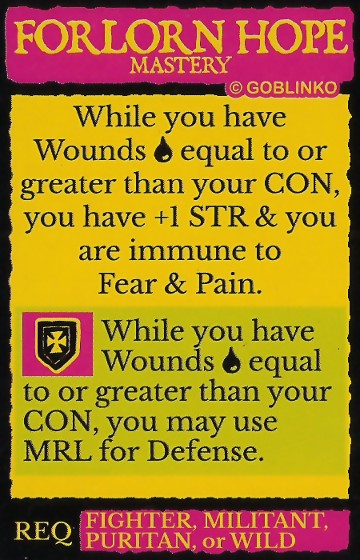 FORLORN HOPE
MASTERY
© GOBLINKO
While you have
Wounds equal to or
greater than your CON,
you have +1 STR & you
are immune to
Fear & Pain.
While you have
Wounds equal
to or greater than your
CON, you may use
MRL for Defense.
REQ
FIGHTER, MILITANT,
PURITAN, or WILD